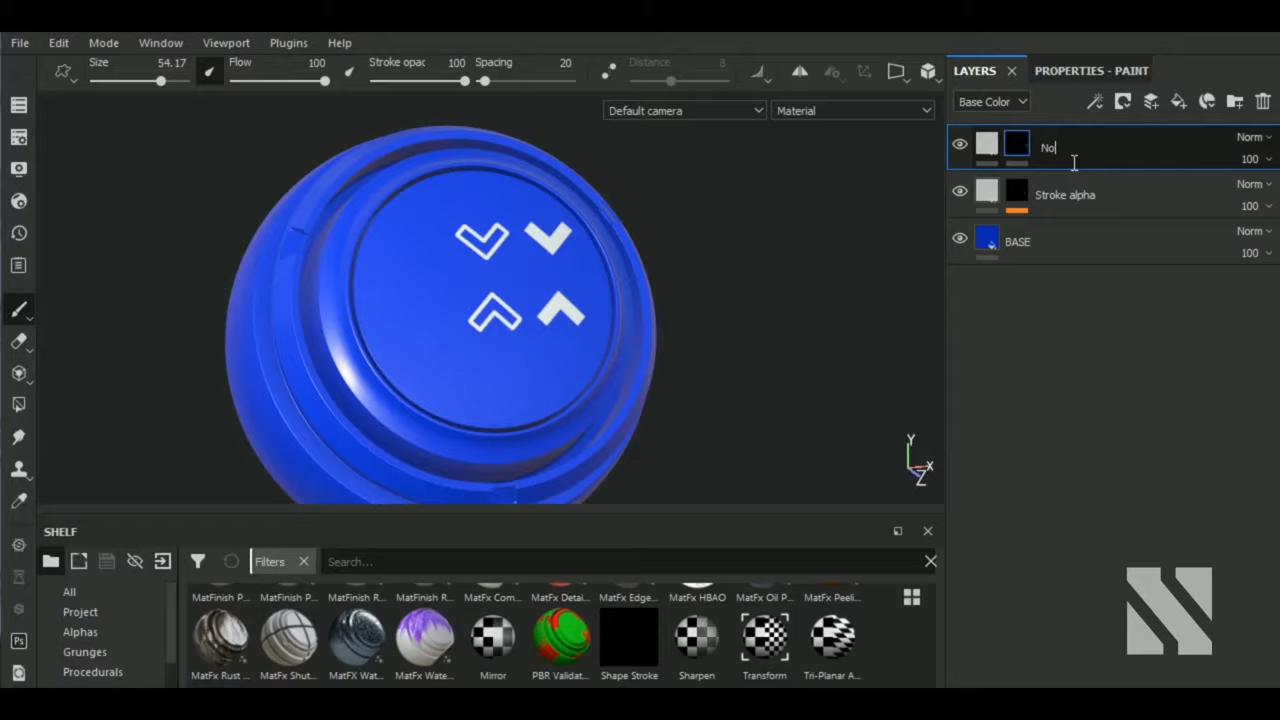 File Edit Mode Window Viewport Plugins Help
Size 54.17 Flow 100 Stroke opac 100 Spacing 20 Distance 8
LAYERS PROPERTIES - PAINT
Default camera Material
Base Color
No Norm
100
Stroke alpha Norm
100
BASE Norm
100
Y
X
Z
SHELF
Filters Search...
All
Project
Alphas
Grunges
Procedurals
MatFinish P... MatFinish P... MatFinish R... MatFinish R... MatFx Com... MatFx Detai... MatFx Edge... MatFx HBAO MatFx Oil P... MatFx Peeli...
MatFx Rust ... MatFx Shut... MatFX Wat... MatFx Wate... Mirror PBR Validat... Shape Stroke Sharpen Transform Tri-Planar A...
Ps
N